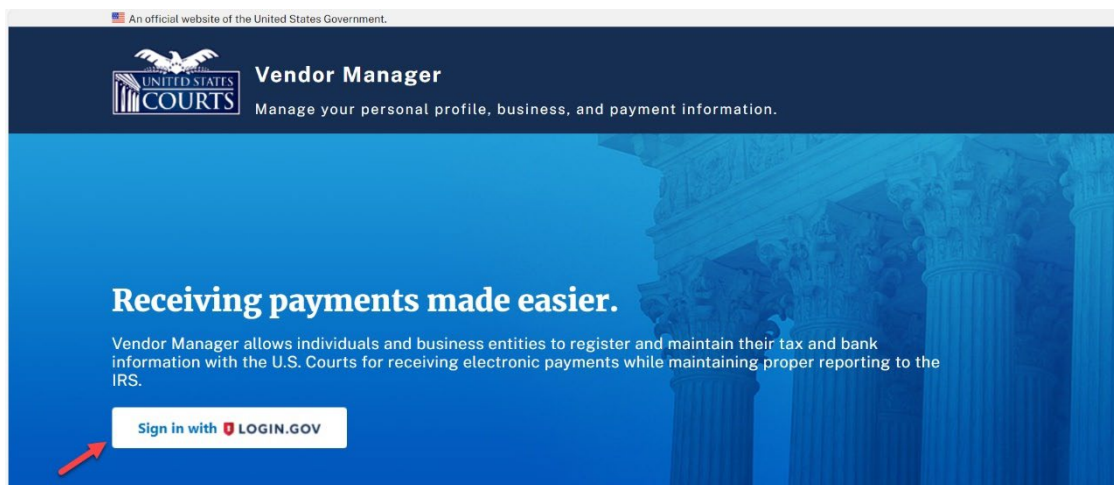 An official website of the United States Government.
UNITED STATES
COURTS
Vendor Manager
Manage your personal profile, business, and payment information.
Receiving payments made easier.
Vendor Manager allows individuals and business entities to register and maintain their tax and bank
information with the U.S. Courts for receiving electronic payments while maintaining proper reporting to the
IRS.
Sign in with LOGIN.GOV